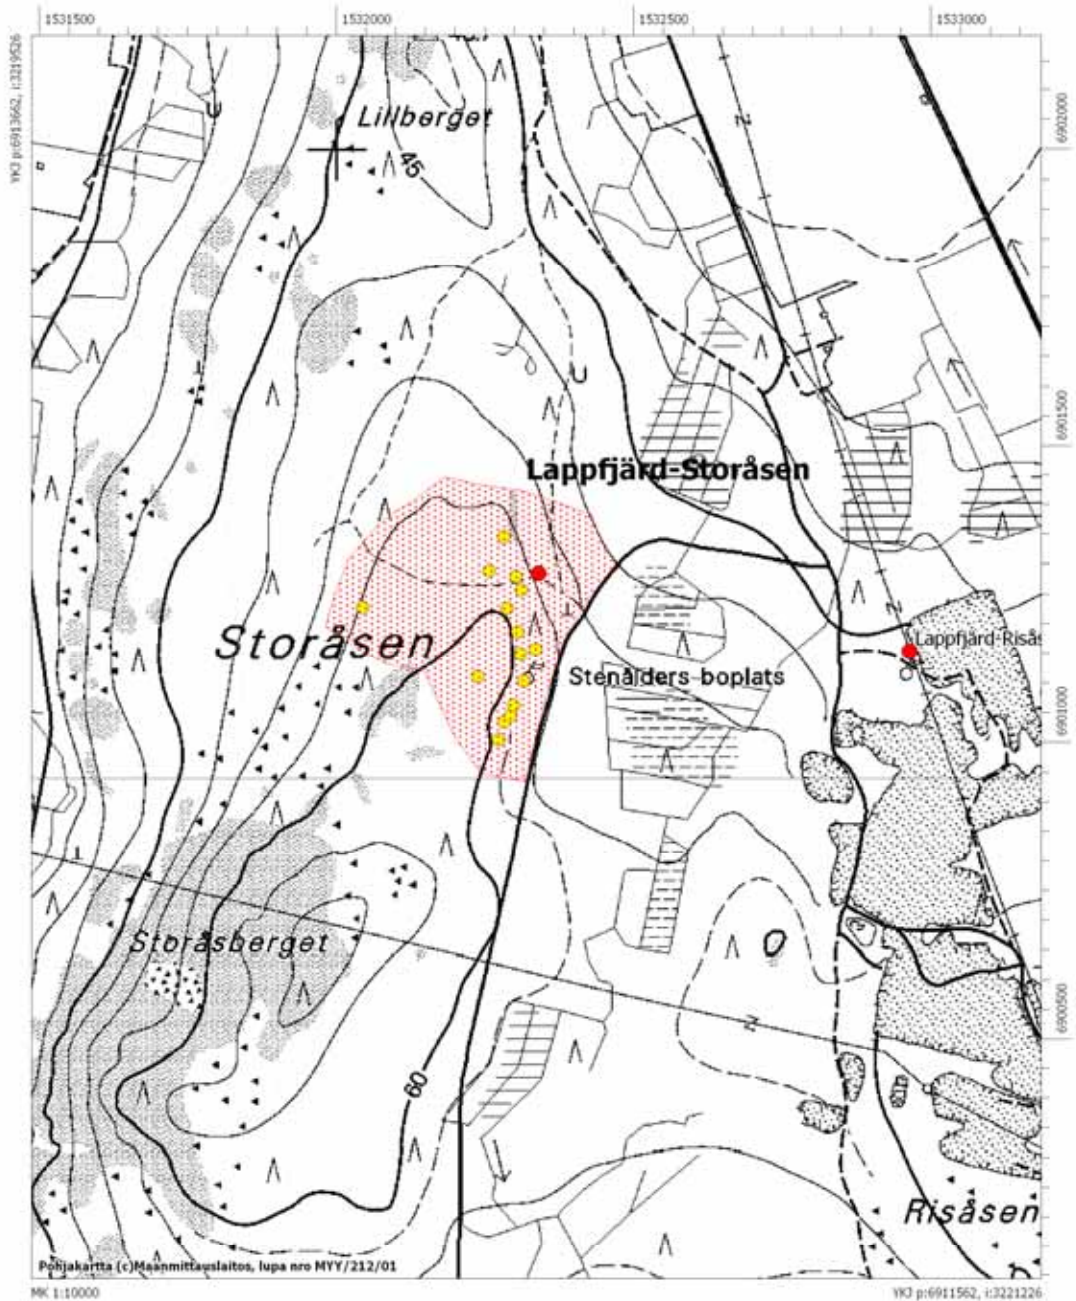 1531500
1532000
1532500
1533000
YKJ p:6913662, i:3219526
6902000
Lillberget
45
6901500
Lappfjärd-Storåsen
Storåsen
Lappfjärd-Risås
Stenålders boplats
6901000
Storåsberget
6900500
60
Risåsen
Pohjakartta (c)Maanmittauslaitos, lupa nro MYY/212/01
MK 1:10000
YKJ p:6911562, i:3221226